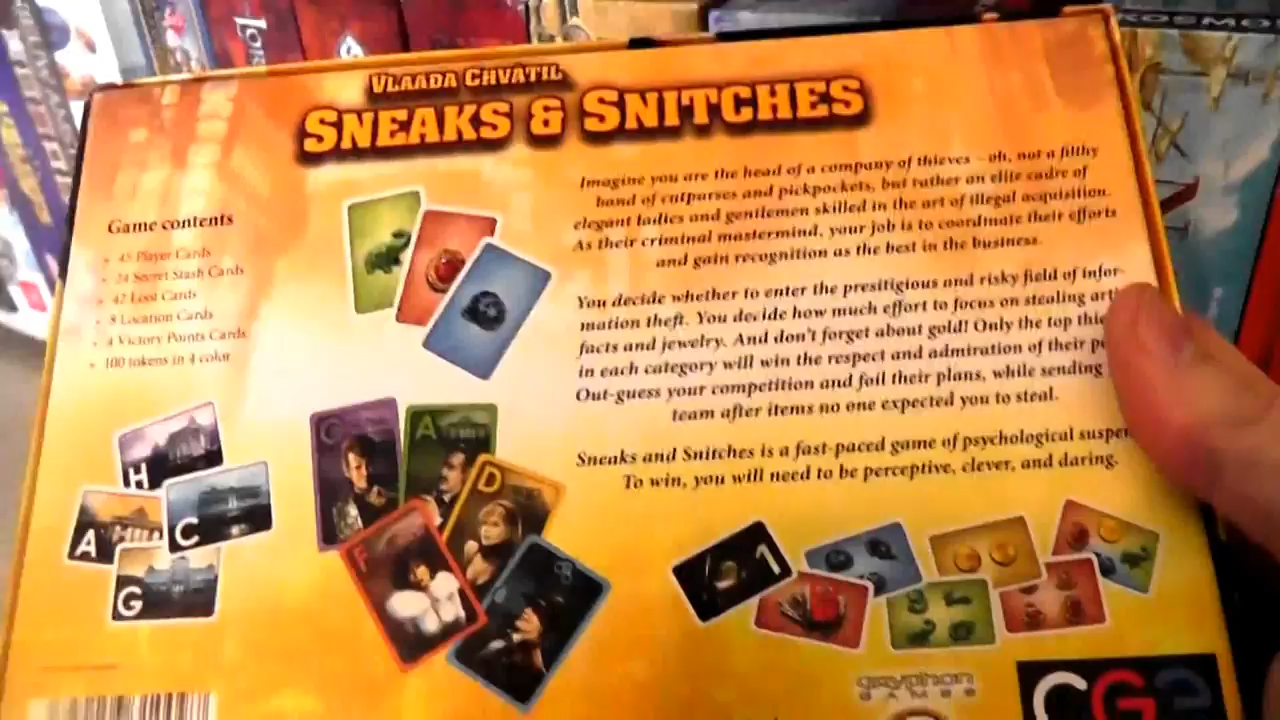 KOSMOS
VLAADA CHVÁTIL
SNEAKS & SNITCHES
Game contents
45 Player Cards
24 Secret Stash Cards
42 Loot Cards
8 Location Cards
4 Victory Points Cards
100 tokens in 4 color
Imagine you are the head of a company of thieves – oh, not a filthy
band of cutpurses and pickpockets, but rather an elite cadre of
elegant ladies and gentlemen skilled in the art of illegal acquisition.
As their criminal mastermind, your job is to coordinate their efforts
and gain recognition as the best in the business.
You decide whether to enter the presitigious and risky field of infor-
mation theft. You decide how much effort to focus on stealing arti
facts and jewelry. And don't forget about gold! Only the top thie
in each category will win the respect and admiration of their pe
Out-guess your competition and foil their plans, while sending
team after items no one expected you to steal.
Sneaks and Snitches is a fast-paced game of psychological suspen
To win, you will need to be perceptive, clever, and daring.
H
A
C
G
G
A
D
F
B
1
gryphon
GAMES
CGE